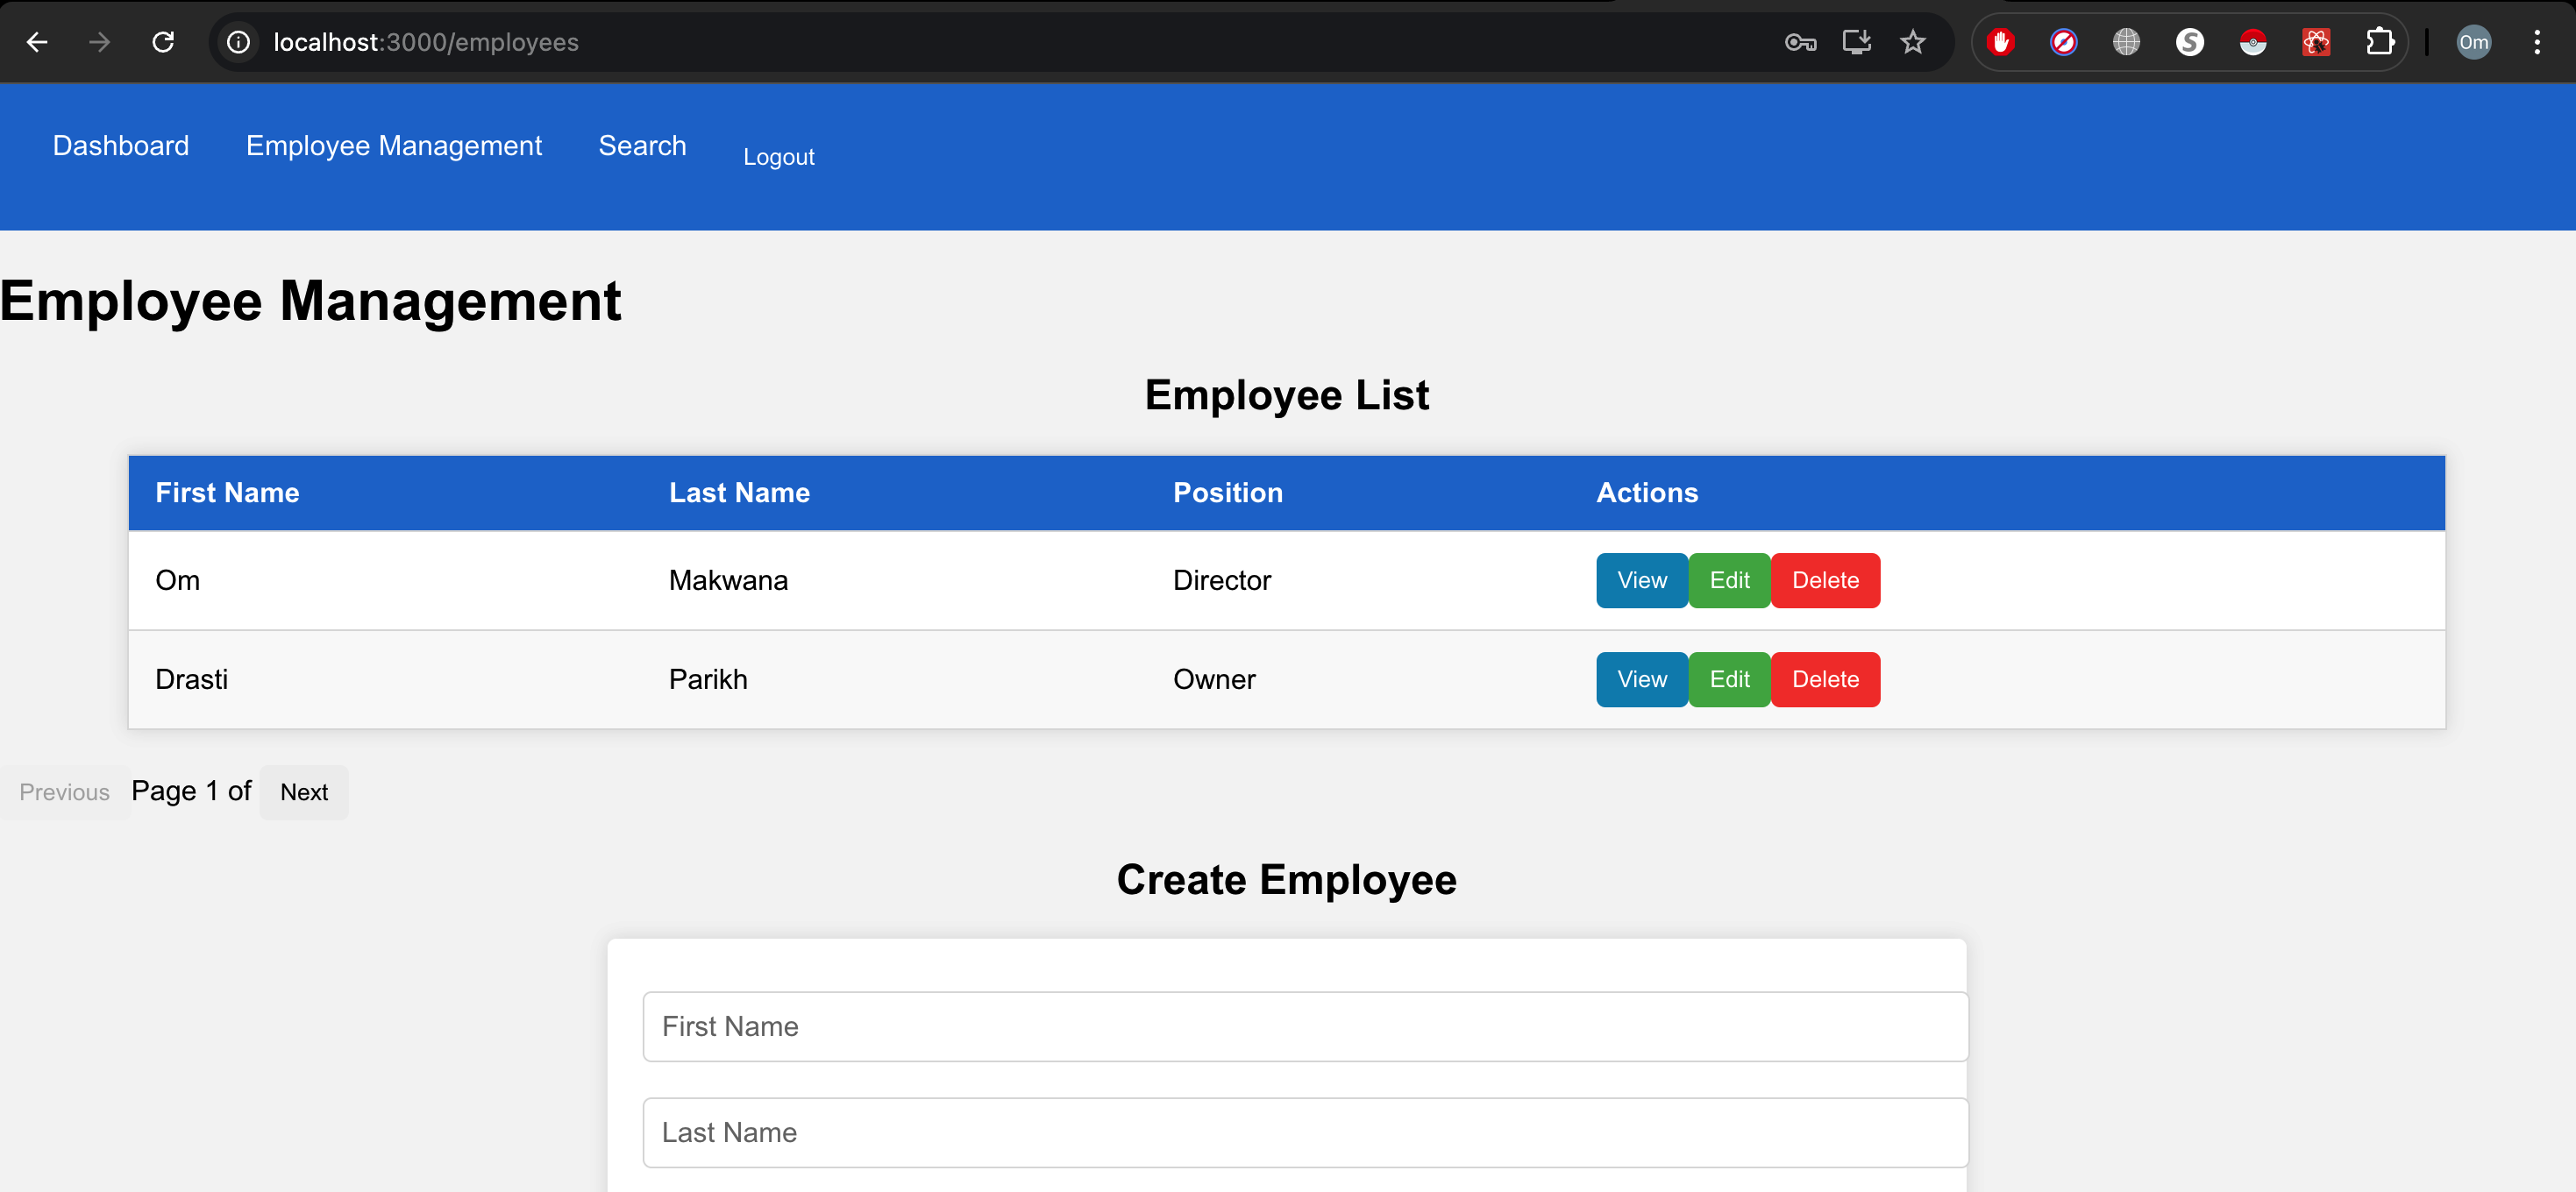 localhost:3000/employees
Om
Dashboard Employee Management Search Logout
Employee Management
Employee List
First Name Last Name Position Actions
Om Makwana Director View Edit Delete
Drasti Parikh Owner View Edit Delete
Previous Page 1 of Next
Create Employee
First Name
Last Name